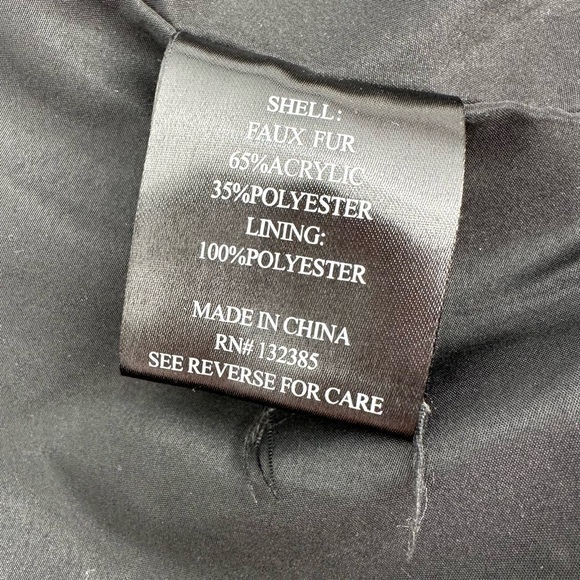 SHELL:
FAUX FUR
65%ACRYLIC
35%POLYESTER
LINING:
100%POLYESTER
MADE IN CHINA
RN# 132385
SEE REVERSE FOR CARE